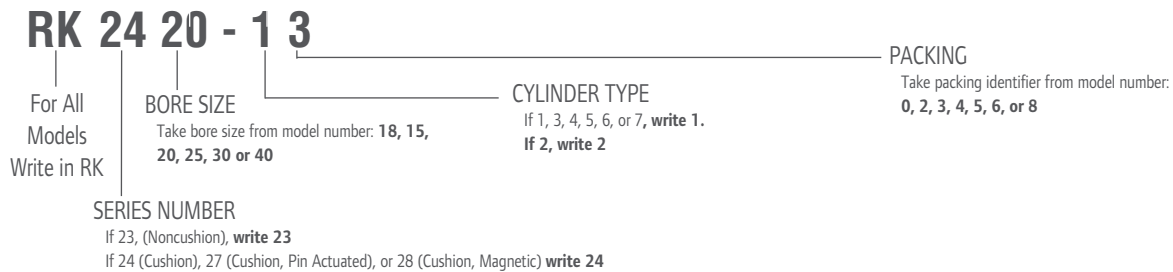 RK 24 20 - 1 3
For All
Models
Write in RK
SERIES NUMBER
If 23, (Noncushion), write 23
If 24 (Cushion), 27 (Cushion, Pin Actuated), or 28 (Cushion, Magnetic) write 24
BORE SIZE
Take bore size from model number: 18, 15,
20, 25, 30 or 40
CYLINDER TYPE
If 1, 3, 4, 5, 6, or 7, write 1.
If 2, write 2
PACKING
Take packing identifier from model number:
0, 2, 3, 4, 5, 6, or 8